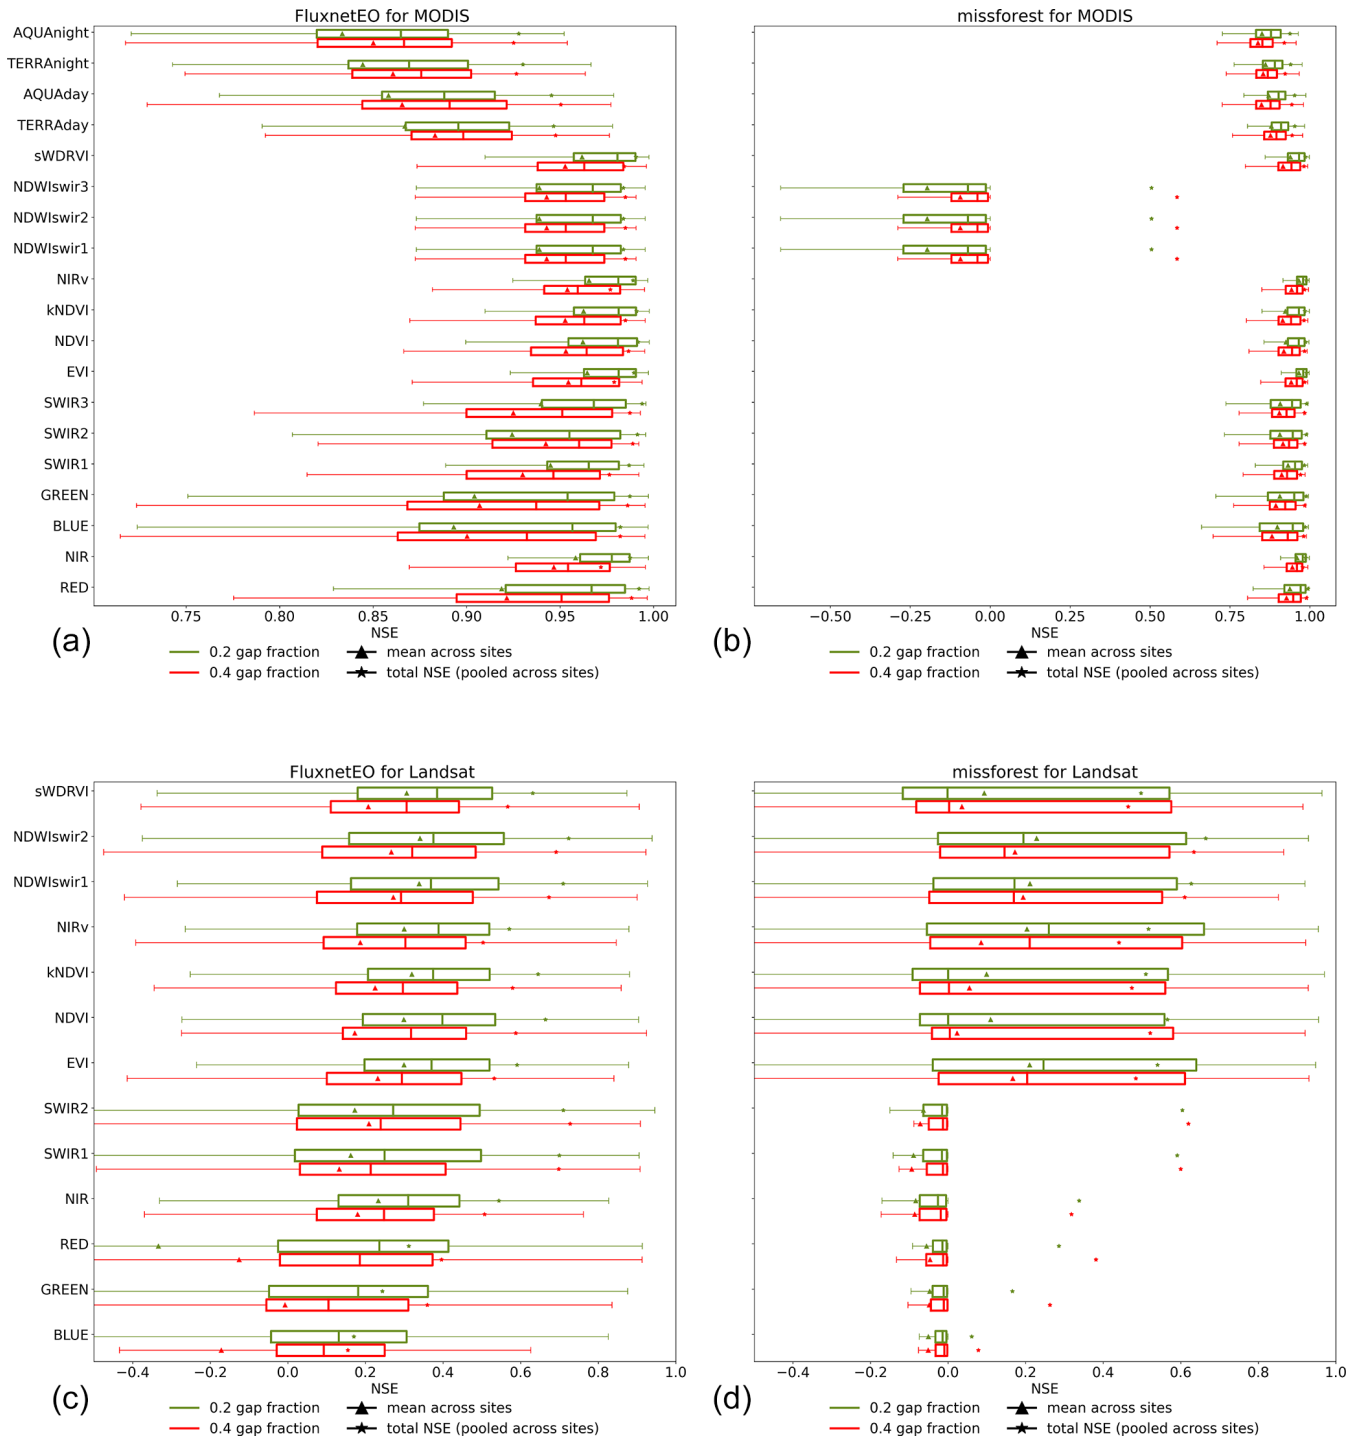 FluxnetEO for MODIS
missforest for MODIS
AQUAnight
TERRAnight
AQUAday
TERRAday
sWDRVI
NDWIswir3
NDWIswir2
NDWIswir1
NIRv
kNDVI
NDVI
EVI
SWIR3
SWIR2
SWIR1
GREEN
BLUE
NIR
RED
0.75 0.80 0.85 0.90 0.95 1.00
−0.50 −0.25 0.00 0.25 0.50 0.75 1.00
NSE
NSE
(a)
(b)
0.2 gap fraction mean across sites
0.4 gap fraction total NSE (pooled across sites)
0.2 gap fraction mean across sites
0.4 gap fraction total NSE (pooled across sites)
FluxnetEO for Landsat
missforest for Landsat
sWDRVI
NDWIswir2
NDWIswir1
NIRv
kNDVI
NDVI
EVI
SWIR2
SWIR1
NIR
RED
GREEN
BLUE
−0.4 −0.2 0.0 0.2 0.4 0.6 0.8 1.0
−0.4 −0.2 0.0 0.2 0.4 0.6 0.8 1.0
NSE
NSE
(c)
(d)
0.2 gap fraction mean across sites
0.4 gap fraction total NSE (pooled across sites)
0.2 gap fraction mean across sites
0.4 gap fraction total NSE (pooled across sites)